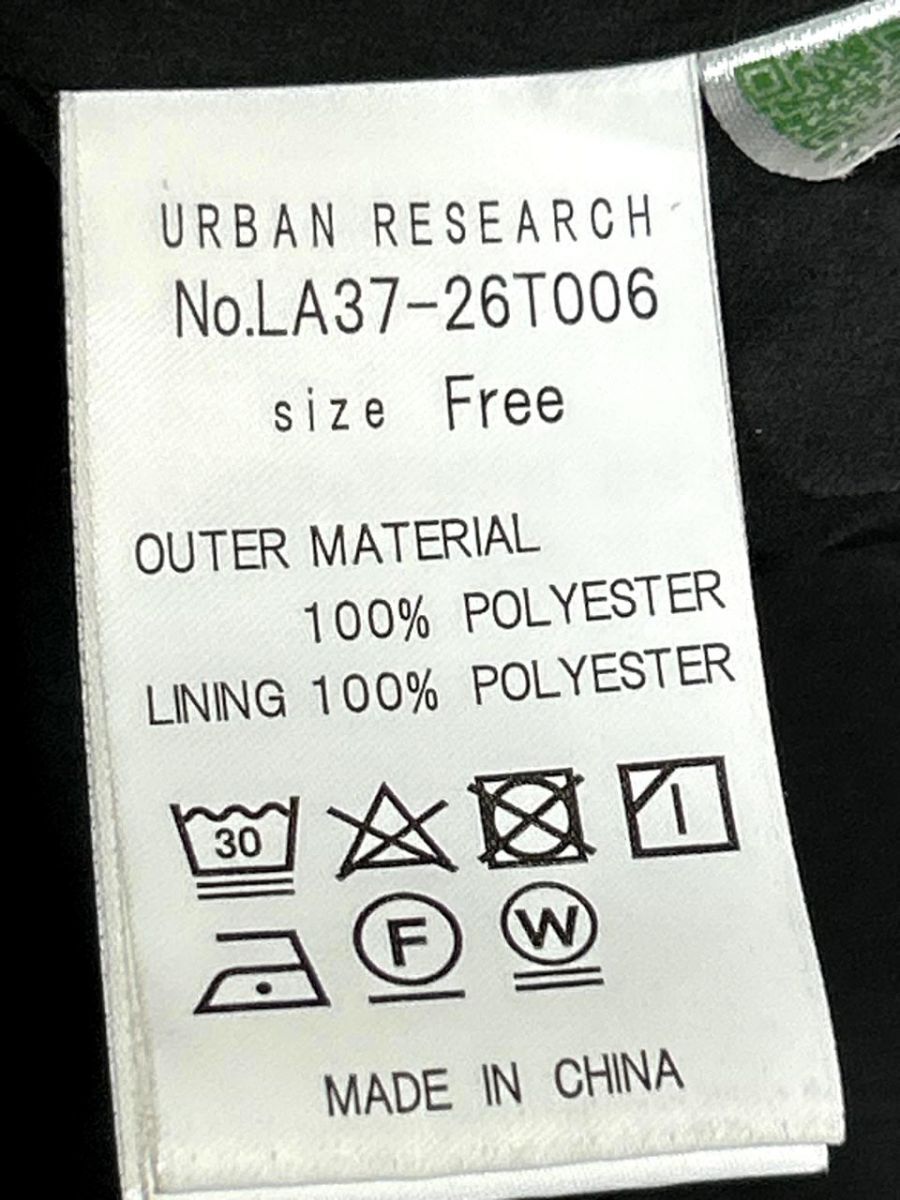 URBAN RESEARCH
No.LA37-26T006
size Free
OUTER MATERIAL
100% POLYESTER
LINING 100% POLYESTER
30
F
W
MADE IN CHINA